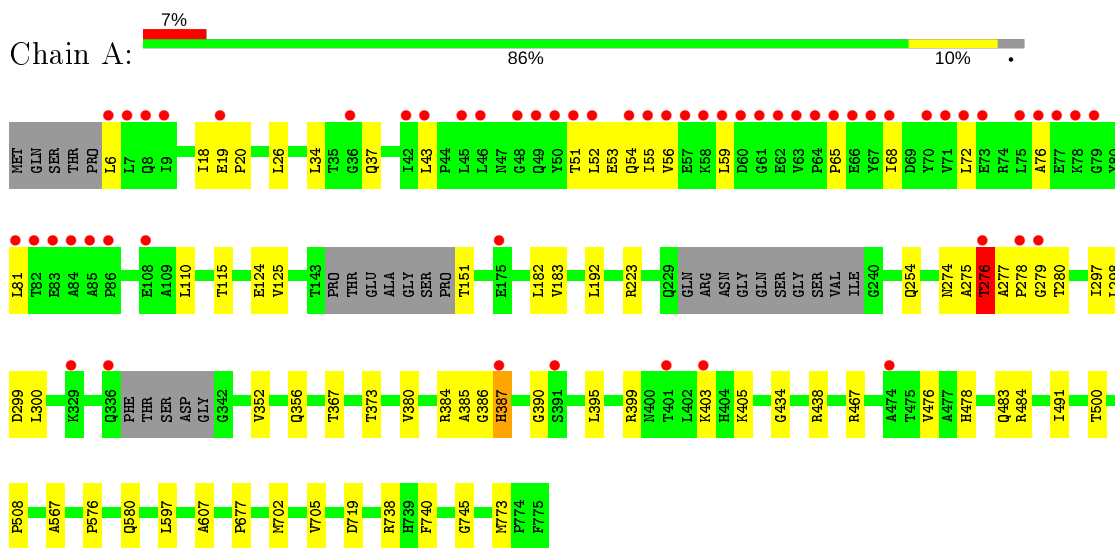 7%
Chain A:
86%
10%
MET GLN SER THR PRO L6 L7 Q8 I9 I18 E19 P20 L26 L34 T35 G36 Q37 I42 L43 P44 L45 L46 N47 G48 Q49 Y50 T51 L52 E53 Q54 I55 V56 E57 K58 L59 D60 G61 E62 V63 P64 P65 E66 Y67 I68 D69 Y70 V71 L72 E73 R74 L75 A76 E77 K78 G79 Y80
L81 T82 E83 A84 A85 P86 E108 A109 L110 T115 E124 V125 T143 PRO THR GLU ALA GLY SER PRO T151 E175 L182 V183 L192 R223 Q229 GLN ARG ASN GLY GLN SER GLY SER VAL ILE G240 Q254 N274 A275 T276 A277 P278 G279 T280 I297 L298
D299 L300 K329 Q336 PHE THR SER ASP GLY G342 V352 Q356 T367 T373 V380 R384 A385 G386 H387 G390 S391 L395 R399 N400 T401 L402 K403 H404 K405 G434 R438 R467 A474 T475 V476 A477 H478 Q483 R484 I491 T500
P508 A567 P576 Q580 L597 A607 P677 M702 V705 D719 R738 H739 F740 G745 M773 P774 F775